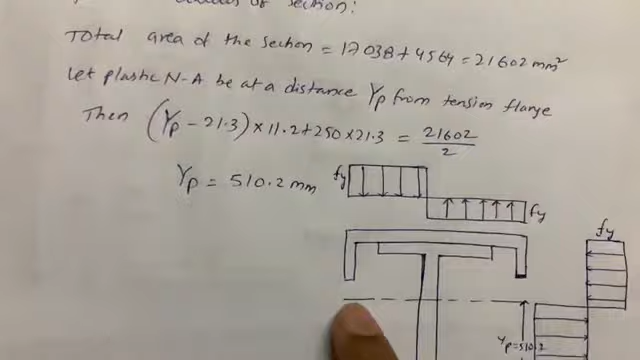 of section:
Total area of the section = 17038 + 4564 = 21602 mm²
Let plastic N-A be at a distance Yp from tension flange
Then (Yp - 21.3) × 11.2 + 250 × 21.3 = 21602/2
Yp = 510.2 mm
fy
fy
fy
Yp=510.2